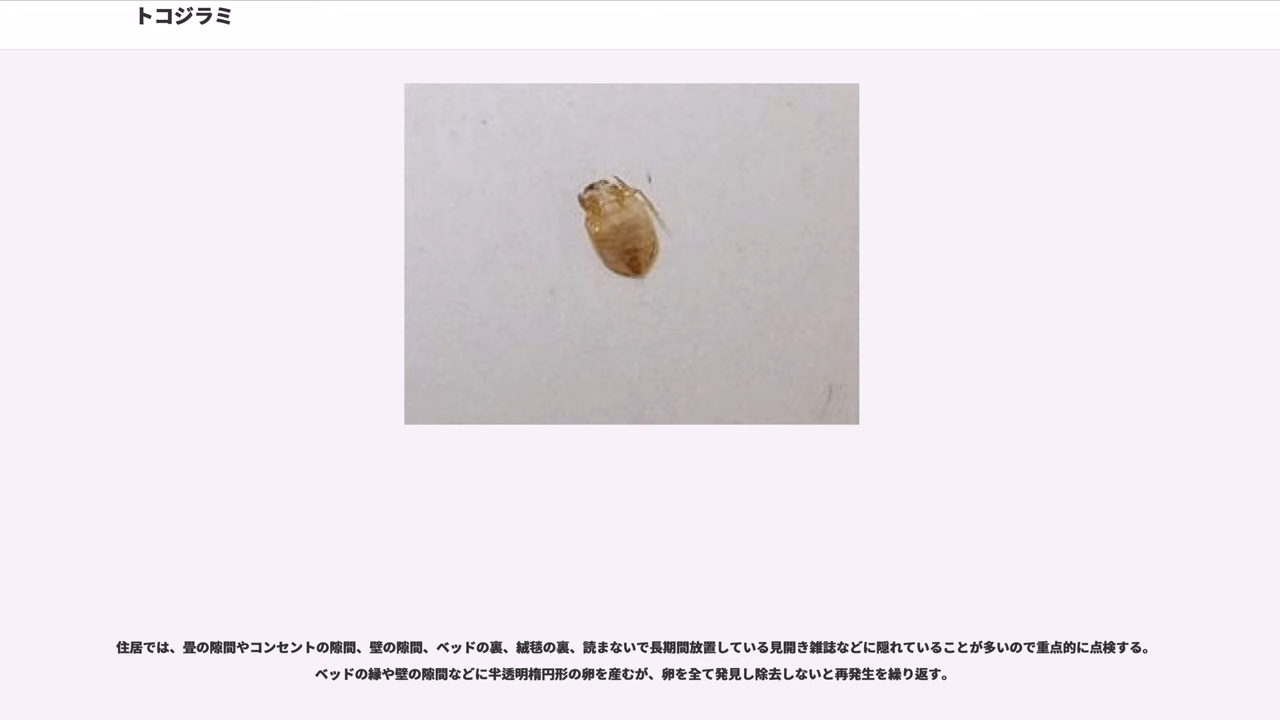 トコジラミ
住居では、畳の隙間やコンセントの隙間、壁の隙間、ベッドの裏、絨毯の裏、読まないで長期間放置している見開き雑誌などに隠れていることが多いので重点的に点検する。
ベッドの縁や壁の隙間などに半透明楕円形の卵を産むが、卵を全て発見し除去しないと再発生を繰り返す。